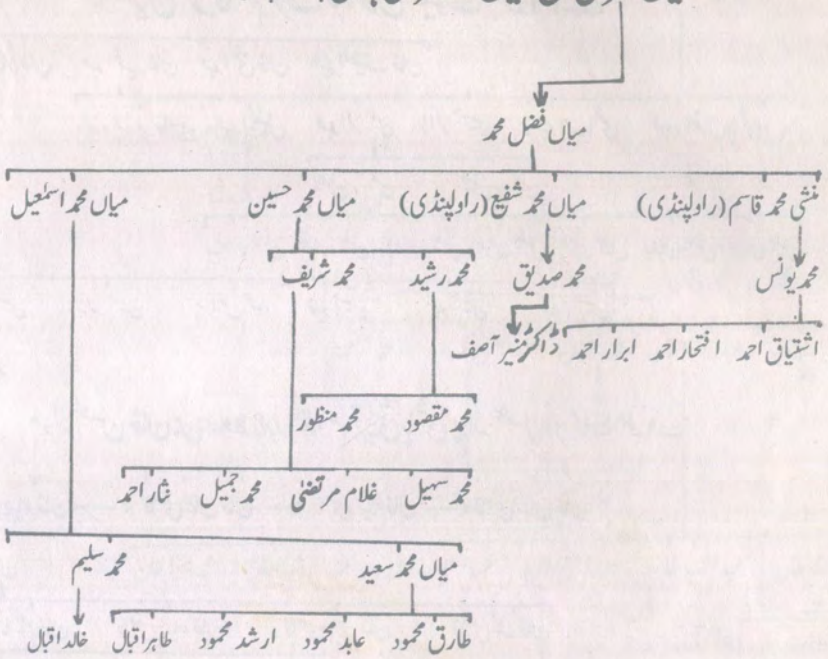 میاں فضل محمد
منشی محمد قاسم (راولپنڈی) میاں محمد شفیع (راولپنڈی) میاں محمد حسین میاں محمد اسمٰعیل
محمد یونس محمد صدیق محمد رشید محمد شریف
اشتیاق احمد افتخار احمد ابرار احمد ڈاکٹر منیر آصف
محمد مقصود محمد منظور
محمد سہیل غلام مرتضیٰ محمد جمیل نثار احمد
میاں محمد سعید محمد سلیم
طارق محمود عابد محمود ارشد محمود طاہر اقبال خالد اقبال